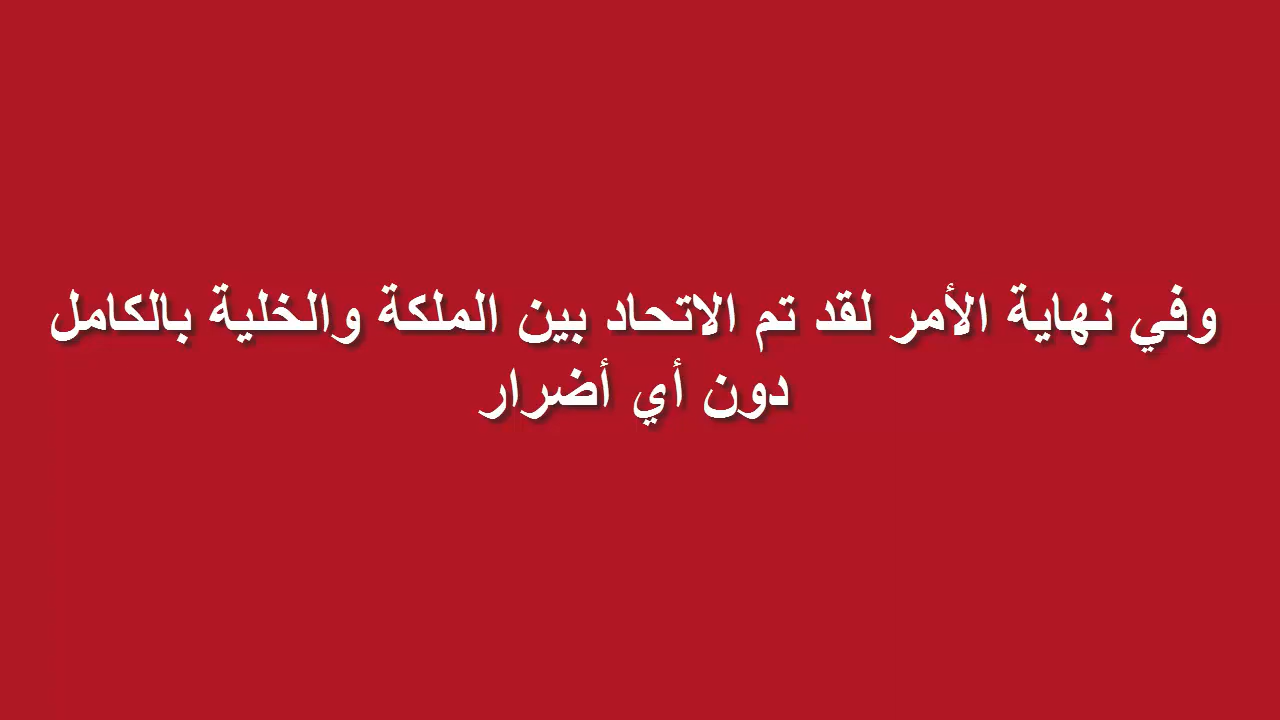 وفي نهاية الأمر لقد تم الاتحاد بين الملكة والخلية بالكامل
دون أي أضرار